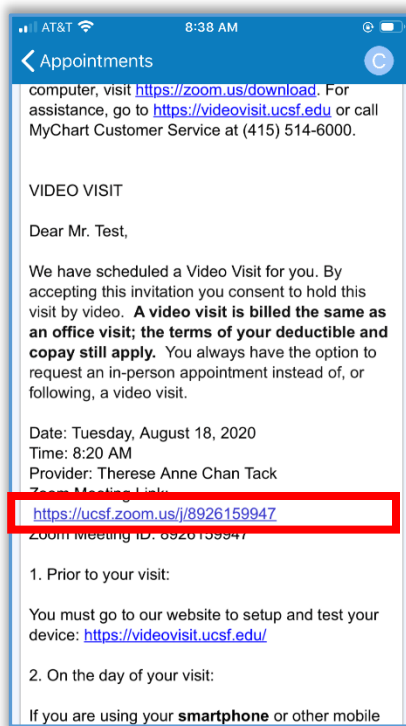 AT&T 8:38 AM
Appointments C
computer, visit https://zoom.us/download. For
assistance, go to https://videovisit.ucsf.edu or call
MyChart Customer Service at (415) 514-6000.
VIDEO VISIT
Dear Mr. Test,
We have scheduled a Video Visit for you. By
accepting this invitation you consent to hold this
visit by video. A video visit is billed the same as
an office visit; the terms of your deductible and
copay still apply. You always have the option to
request an in-person appointment instead of, or
following, a video visit.
Date: Tuesday, August 18, 2020
Time: 8:20 AM
Provider: Therese Anne Chan Tack
Zoom Meeting Link:
https://ucsf.zoom.us/j/8926159947
Zoom Meeting ID: 8926159947
1. Prior to your visit:
You must go to our website to setup and test your
device: https://videovisit.ucsf.edu/
2. On the day of your visit:
If you are using your smartphone or other mobile